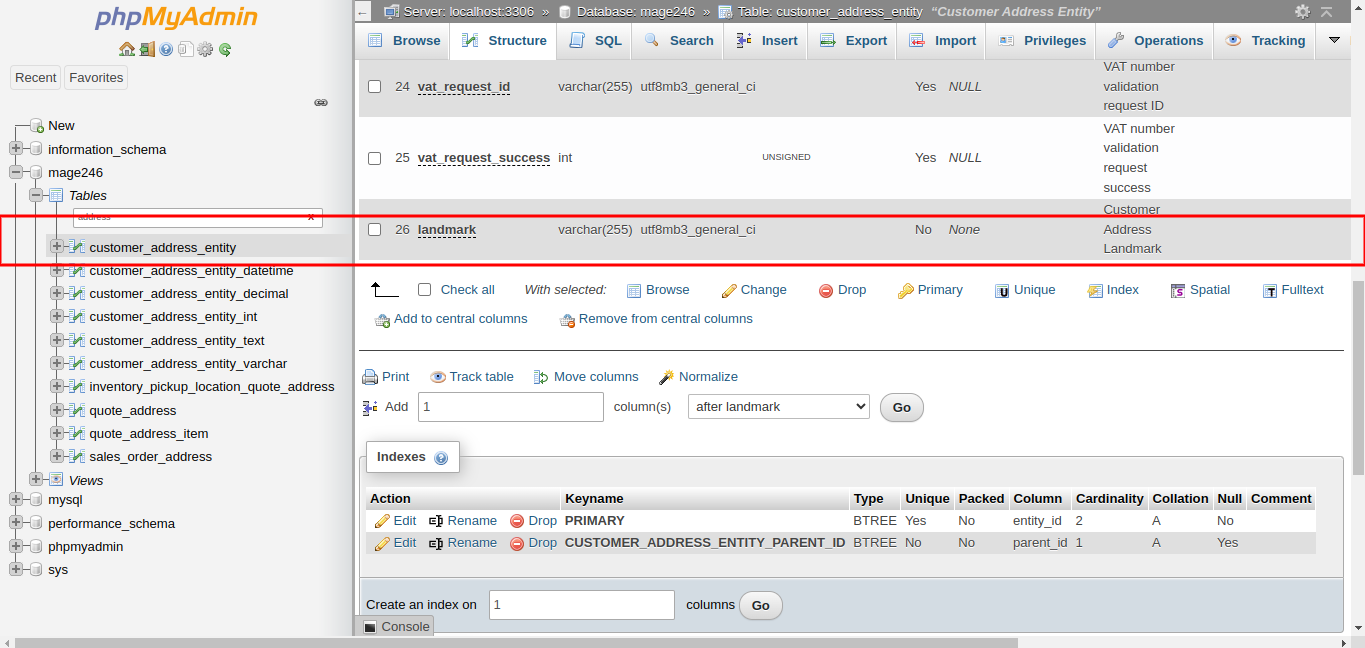 phpMyAdmin
Recent Favorites
New
information_schema
mage246
Tables
address x
customer_address_entity
customer_address_entity_datetime
customer_address_entity_decimal
customer_address_entity_int
customer_address_entity_text
customer_address_entity_varchar
inventory_pickup_location_quote_address
quote_address
quote_address_item
sales_order_address
Views
mysql
performance_schema
phpmyadmin
sys
Server: localhost:3306 » Database: mage246 » Table: customer_address_entity “Customer Address Entity”
Browse Structure SQL Search Insert Export Import Privileges Operations Tracking
24 vat_request_id varchar(255) utf8mb3_general_ci Yes NULL VAT number
validation
request ID
25 vat_request_success int UNSIGNED Yes NULL VAT number
validation
request
success
26 landmark varchar(255) utf8mb3_general_ci No None Customer
Address
Landmark
Check all With selected: Browse Change Drop Primary Unique Index Spatial Fulltext
Add to central columns Remove from central columns
Print Track table Move columns Normalize
Add 1 column(s) after landmark Go
Indexes
Action Keyname Type Unique Packed Column Cardinality Collation Null Comment
Edit Rename Drop PRIMARY BTREE Yes No entity_id 2 A No
Edit Rename Drop CUSTOMER_ADDRESS_ENTITY_PARENT_ID BTREE No No parent_id 1 A Yes
Create an index on 1 columns Go
Console